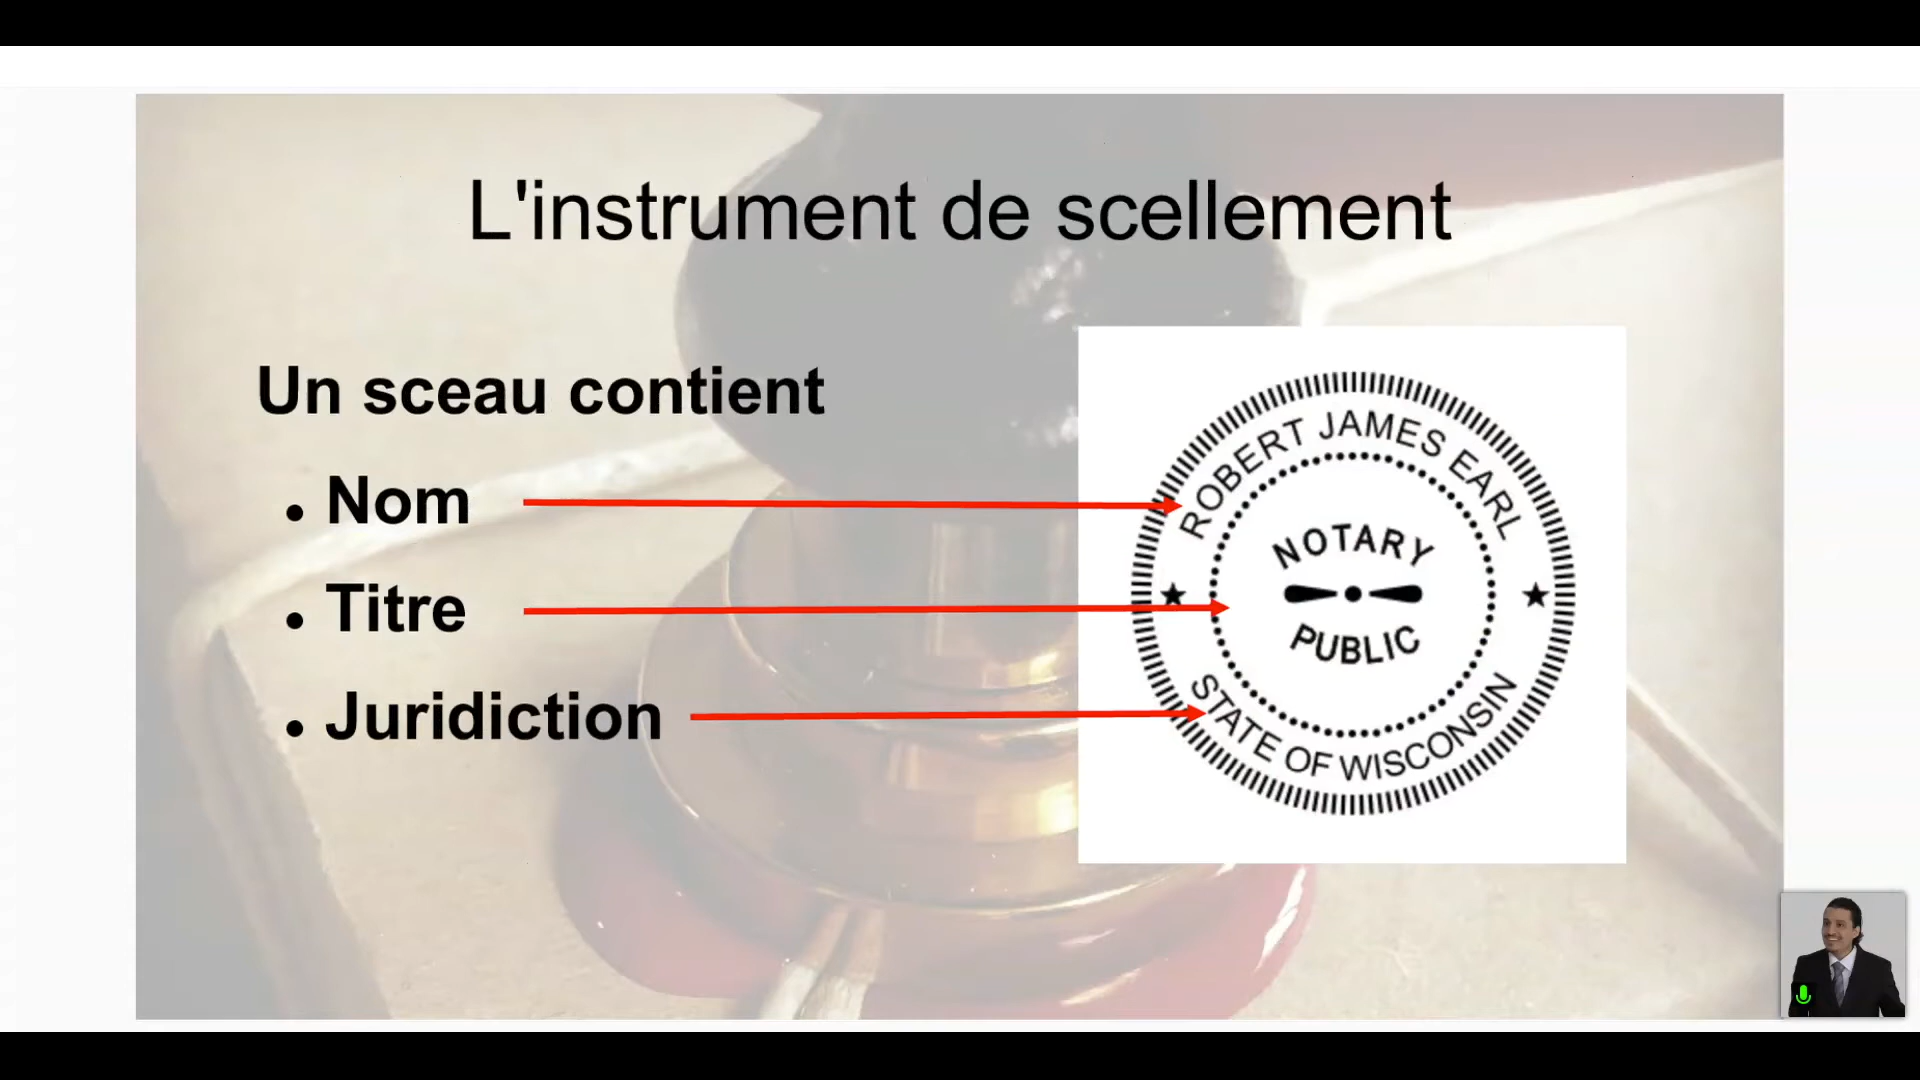 L'instrument de scellement
Un sceau contient
• Nom
• Titre
• Juridiction
ROBERT JAMES EARL
NOTARY
PUBLIC
STATE OF WISCONSIN